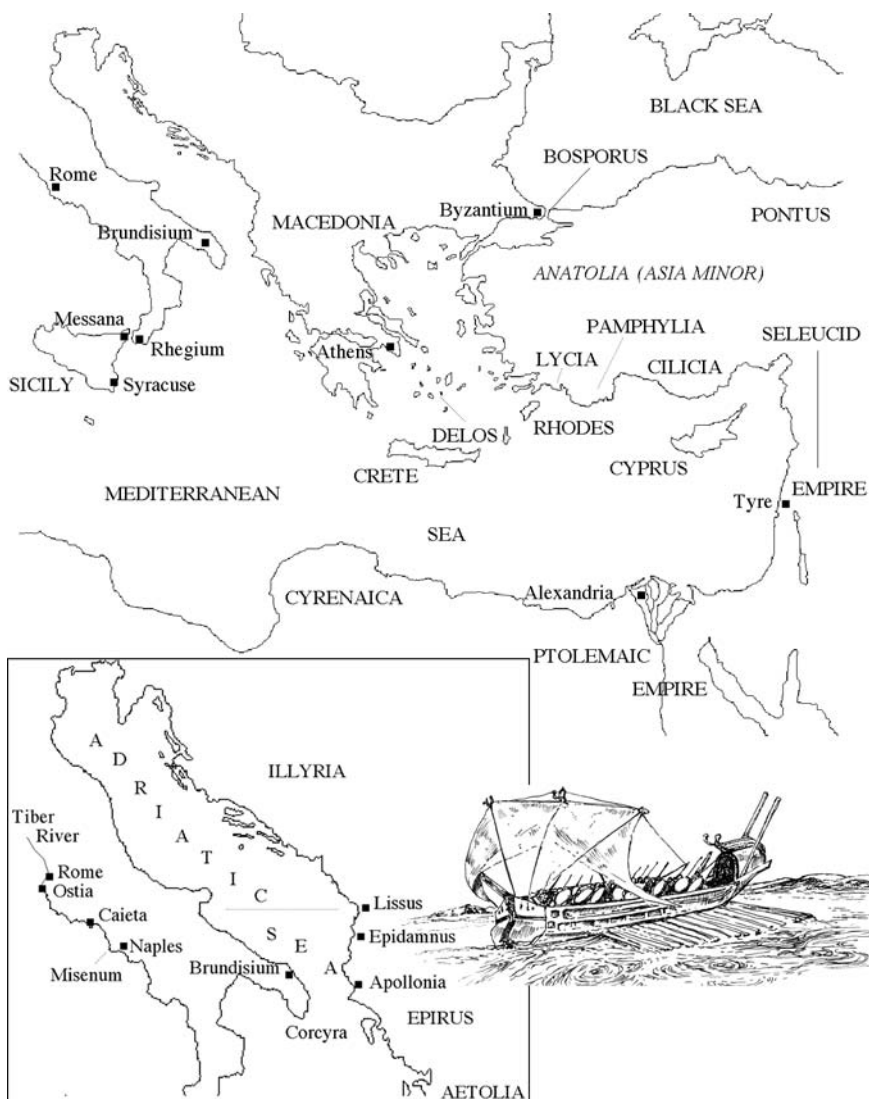 BLACK SEA
BOSPORUS
Rome
Byzantium
PONTUS
MACEDONIA
Brundisium
ANATOLIA (ASIA MINOR)
Messana
PAMPHYLIA
SELEUCID
Rhegium
Athens
LYCIA
CILICIA
SICILY
Syracuse
RHODES
DELOS
CRETE
CYPRUS
MEDITERRANEAN
EMPIRE
Tyre
SEA
CYRENAICA
Alexandria
PTOLEMAIC
EMPIRE
ADRIATIC
SEA
ILLYRIA
Tiber
River
Rome
Ostia
Lissus
Caieta
Epidamnus
Naples
Misenum
Brundisium
Apollonia
Corcyra
EPIRUS
AETOLIA